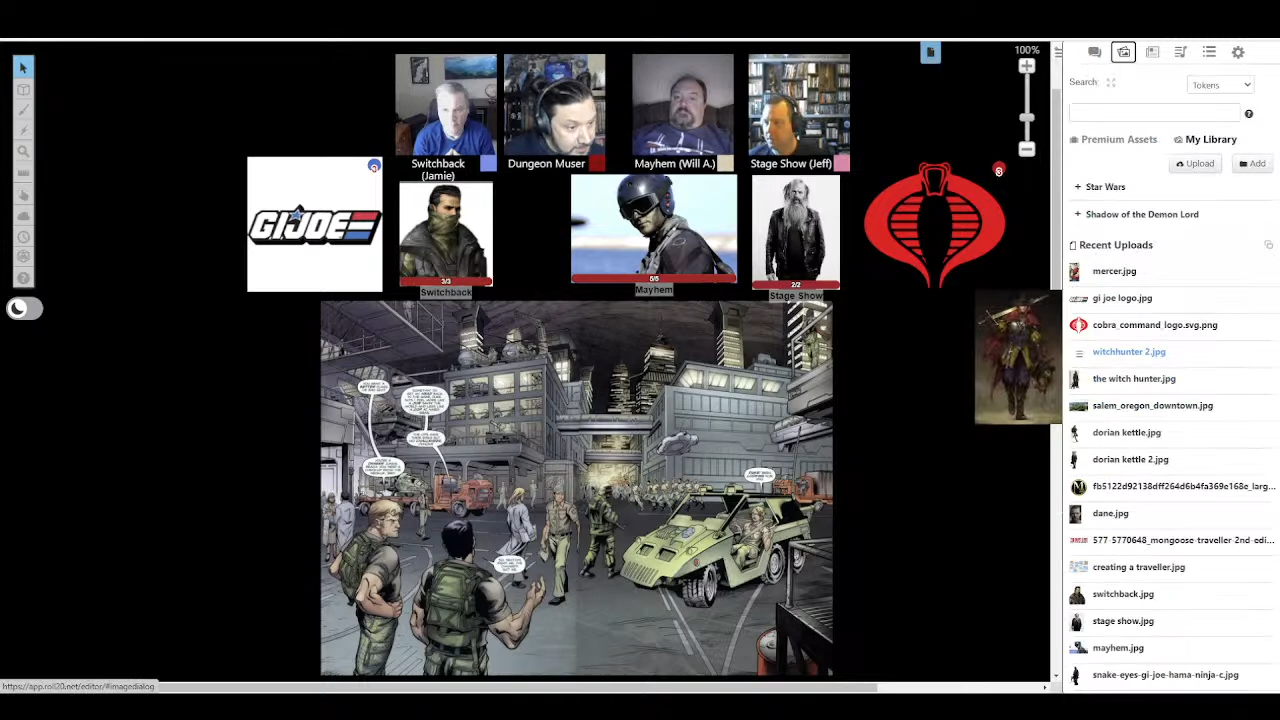 100%
Search:
Tokens
Premium Assets
My Library
Upload
Add
+ Star Wars
+ Shadow of the Demon Lord
Recent Uploads
mercer.jpg
gi joe logo.jpg
cobra_command_logo.svg.png
witchhunter 2.jpg
the witch hunter.jpg
salem_oregon_downtown.jpg
dorian kettle.jpg
dorian kettle 2.jpg
fb5122d92138dff264d6b4fa369c168e_larg...
dane.jpg
577-5770648_mongoose-traveller-2nd-edi...
creating a traveller.jpg
switchback.jpg
stage show.jpg
mayhem.jpg
snake-eyes-gi-joe-hama-ninja-c.jpg
Switchback
(Jamie)
Dungeon Muser
Mayhem (Will A.)
Stage Show (Jeff)
3
GI JOE
3/3
Switchback
5/5
Mayhem
2/2
Stage Show
3
https://app.roll20.net/editor/#imagedialog